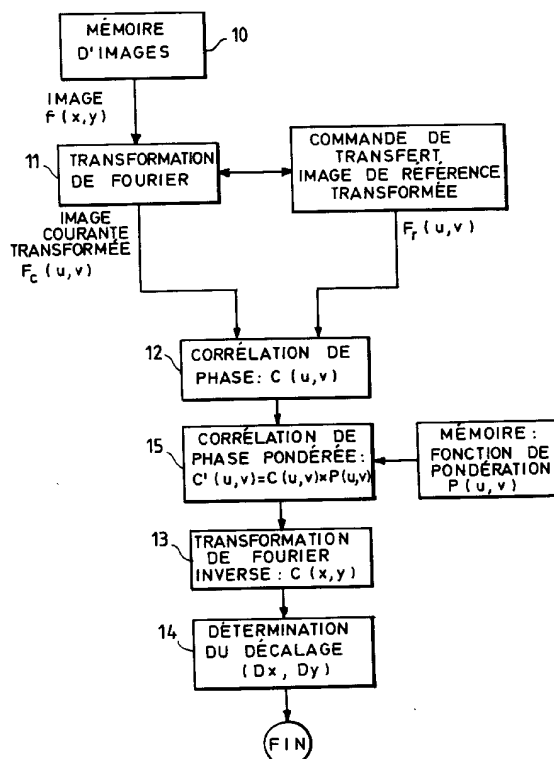 MÉMOIRE
D'IMAGES
10
IMAGE
f(x,y)
11
TRANSFORMATION
DE FOURIER
COMMANDE DE
TRANSFERT,
IMAGE DE RÉFÉRENCE
TRANSFORMÉE
IMAGE
COURANTE
TRANSFORMÉE
Fc (u,v)
Fr (u,v)
12
CORRÉLATION DE
PHASE: C (u,v)
15
CORRÉLATION DE
PHASE PONDÉRÉE:
C'(u,v)=C(u,v)×P(u,v)
MÉMOIRE:
FONCTION DE
PONDÉRATION
P(u,v)
13
TRANSFORMATION
DE FOURIER
INVERSE: C(x,y)
14
DÉTERMINATION
DU DÉCALAGE
(Dx, Dy)
FIN